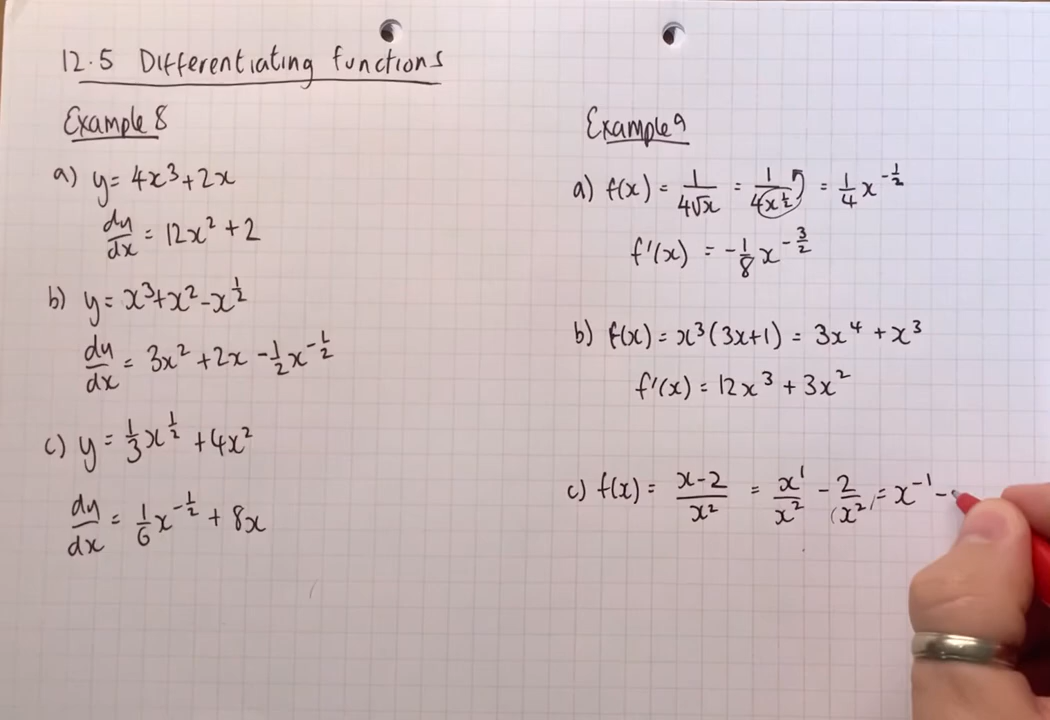 12.5 Differentiating functions
Example 8
a) y = 4x³+2x
dy/dx = 12x² + 2
b) y = x³+x²-x^½
dy/dx = 3x² + 2x - ½x^-½
c) y = ⅓x^½ + 4x²
dy/dx = ⅙x^-½ + 8x
Example 9
a) f(x) = 1/(4√x) = 1/(4x^½) = ¼x^-½
f'(x) = -⅛x^-3/2
b) f(x) = x³(3x+1) = 3x⁴ + x³
f'(x) = 12x³ + 3x²
c) f(x) = (x-2)/x² = x¹/x² - 2/(x²) = x⁻¹ -